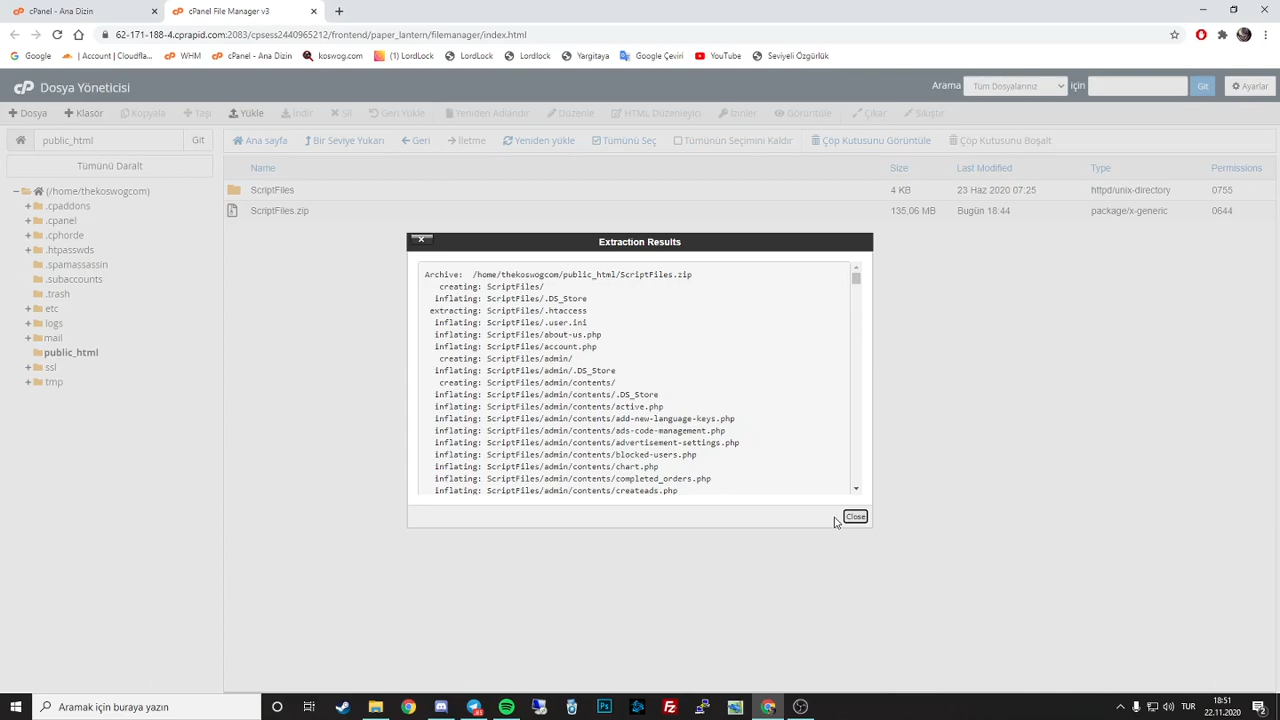 cPanel - Ana Dizin
cPanel File Manager v3
62-171-188-4.cprapid.com:2083/cpsess2440965212/frontend/paper_lantern/filemanager/index.html
Google
| Account | Cloudfla...
WHM
cPanel - Ana Dizin
koswog.com
(1) LordLock
LordLock
Lordlock
Yargitaya
Google Çeviri
YouTube
Seviyeli Özgürlük
cP Dosya Yöneticisi
Arama
Tüm Dosyalarınız
için
Git
Ayarlar
Dosya
Klasör
Kopyala
Taşı
Yükle
İndir
Sil
Geri Yükle
Yeniden Adlandır
Düzenle
HTML Düzenleyici
İzinler
Görüntüle
Çıkar
Sıkıştır
public_html
Git
Ana sayfa
Bir Seviye Yukarı
Geri
İletme
Yeniden yükle
Tümünü Seç
Tümünün Seçimini Kaldır
Çöp Kutusunu Görüntüle
Çöp Kutusunu Boşalt
Tümünü Daralt
(/home/thekoswogcom)
.cpaddons
.cpanel
.cphorde
.htpasswds
.spamassassin
.subaccounts
.trash
etc
logs
mail
public_html
ssl
tmp
Name Size Last Modified Type Permissions
ScriptFiles 4 KB 23 Haz 2020 07:25 httpd/unix-directory 0755
ScriptFiles.zip 135,06 MB Bugün 18:44 package/x-generic 0644
Extraction Results
Archive: /home/thekoswogcom/public_html/ScriptFiles.zip
creating: ScriptFiles/
inflating: ScriptFiles/.DS_Store
extracting: ScriptFiles/.htaccess
inflating: ScriptFiles/.user.ini
inflating: ScriptFiles/about-us.php
inflating: ScriptFiles/account.php
creating: ScriptFiles/admin/
inflating: ScriptFiles/admin/.DS_Store
creating: ScriptFiles/admin/contents/
inflating: ScriptFiles/admin/contents/.DS_Store
inflating: ScriptFiles/admin/contents/active.php
inflating: ScriptFiles/admin/contents/add-new-language-keys.php
inflating: ScriptFiles/admin/contents/ads-code-management.php
inflating: ScriptFiles/admin/contents/advertisement-settings.php
inflating: ScriptFiles/admin/contents/blocked-users.php
inflating: ScriptFiles/admin/contents/chart.php
inflating: ScriptFiles/admin/contents/completed_orders.php
inflating: ScriptFiles/admin/contents/createads.php
Close
Aramak için buraya yazın
Ps
Fz
TUR
18:51
22.11.2020
2